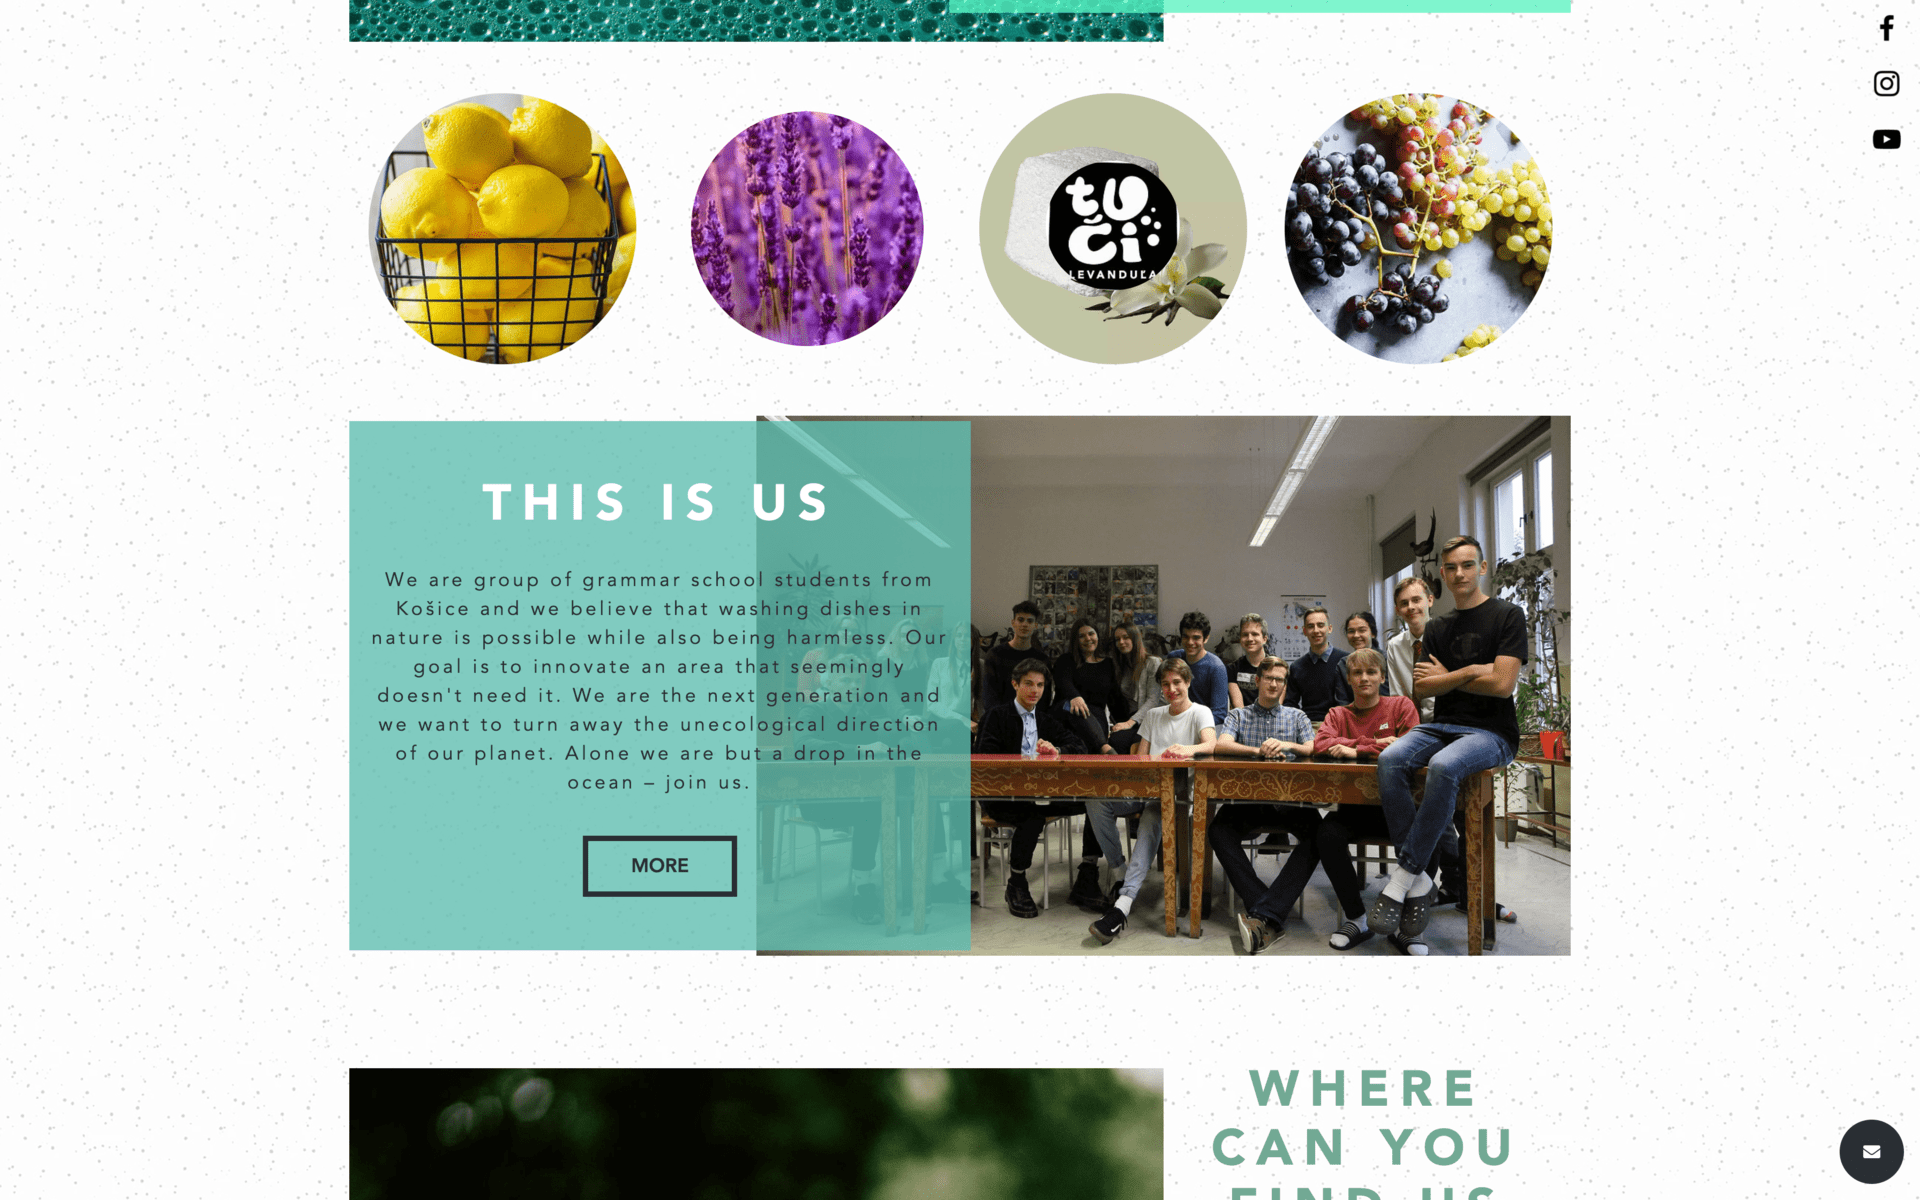 tUči
LEVANDUĽA
THIS IS US
We are group of grammar school students from
Košice and we believe that washing dishes in
nature is possible while also being harmless. Our
goal is to innovate an area that seemingly
doesn't need it. We are the next generation and
we want to turn away the unecological direction
of our planet. Alone we are but a drop in the
ocean – join us.
MORE
WHERE
CAN YOU
FIND US